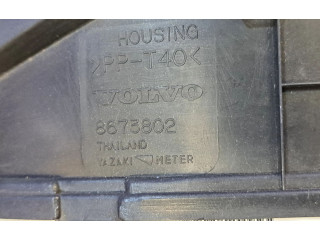 HOUSING
>PP-T40<
VOLVO
8673802
THAILAND
YAZAKI METER